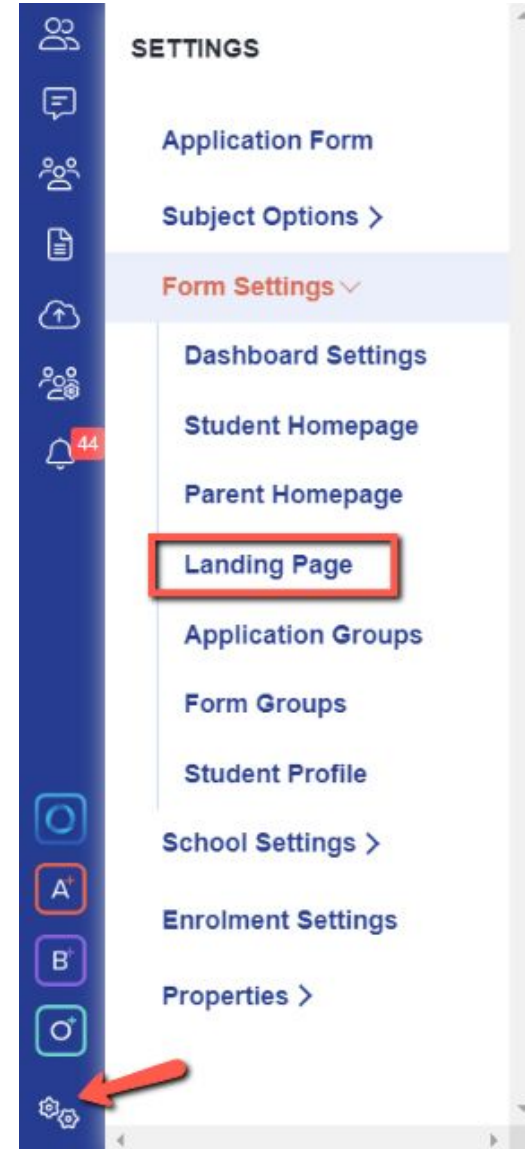 SETTINGS
Application Form
Subject Options >
Form Settings
Dashboard Settings
Student Homepage
Parent Homepage
44
Landing Page
Application Groups
Form Groups
Student Profile
School Settings >
A+
Enrolment Settings
B+
Properties >
O+